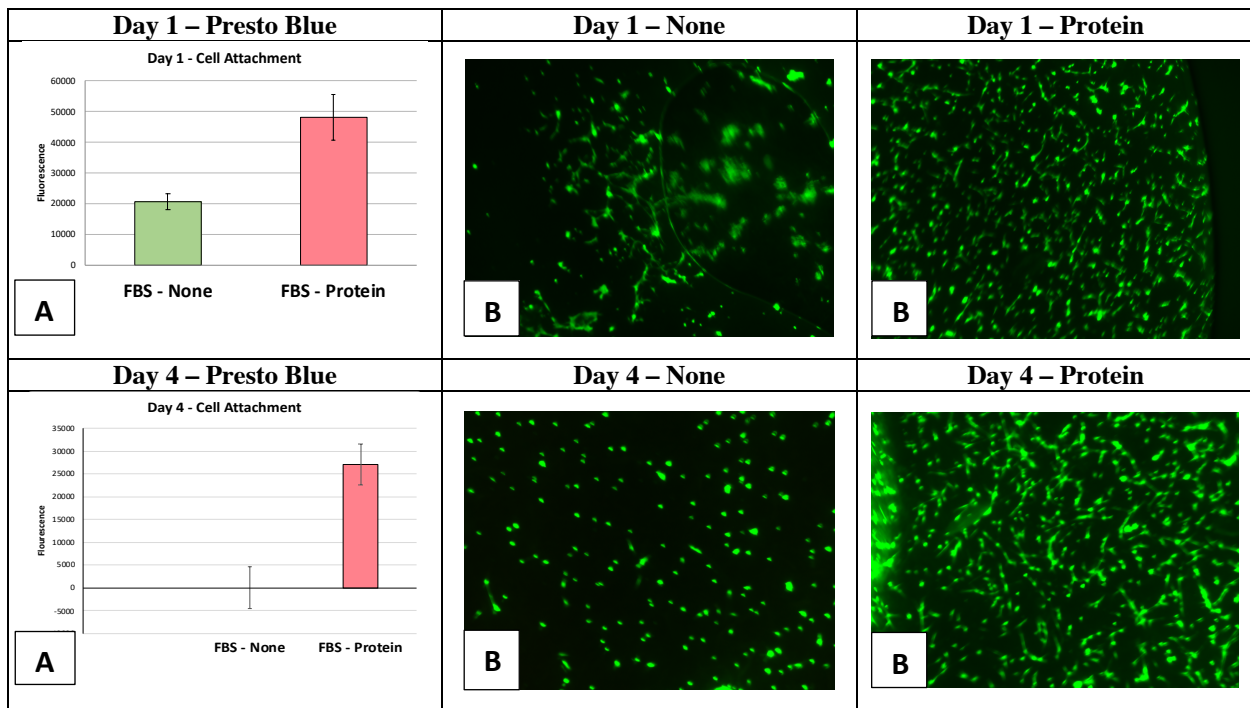 Day 1 – Presto Blue
Day 1 - Cell Attachment
60000
50000
40000
30000
20000
10000
0
Fluorescence
FBS - None
FBS - Protein
A
Day 1 – None
B
Day 1 – Protein
B
Day 4 – Presto Blue
Day 4 - Cell Attachment
35000
30000
25000
20000
15000
10000
5000
0
-5000
Flourescence
FBS - None
FBS - Protein
A
Day 4 – None
B
Day 4 – Protein
B